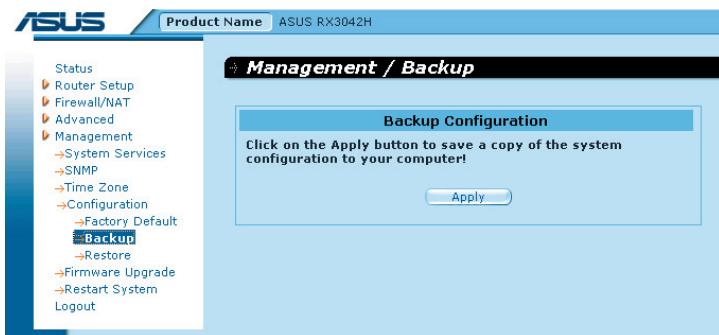 ASUS
Product Name ASUS RX3042H
Status
Router Setup
Firewall/NAT
Advanced
Management
→System Services
→SNMP
→Time Zone
→Configuration
→Factory Default
→Backup
→Restore
→Firmware Upgrade
→Restart System
Logout
Management / Backup
Backup Configuration
Click on the Apply button to save a copy of the system
configuration to your computer!
Apply